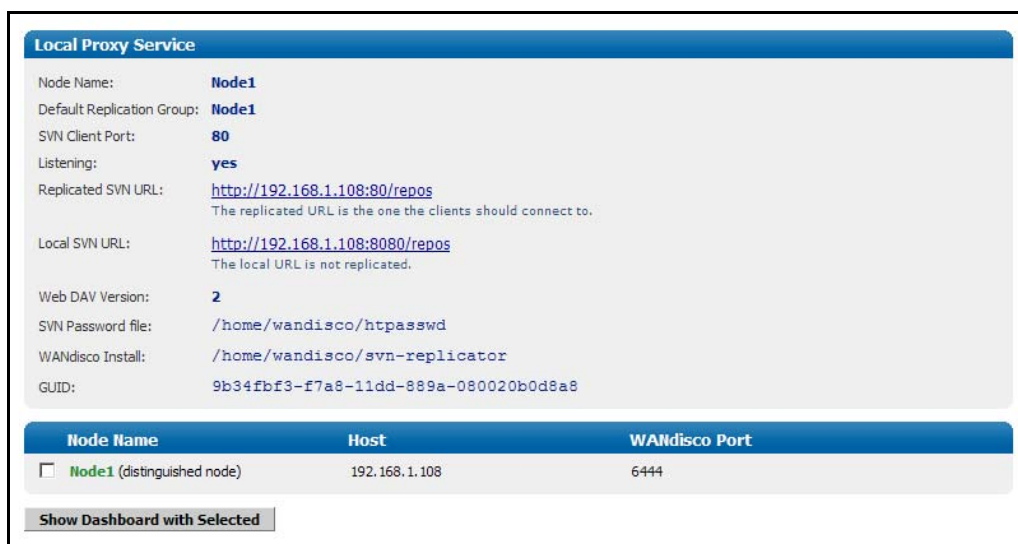 Local Proxy Service
Node Name: Node1
Default Replication Group: Node1
SVN Client Port: 80
Listening: yes
Replicated SVN URL: http://192.168.1.108:80/repos
The replicated URL is the one the clients should connect to.
Local SVN URL: http://192.168.1.108:8080/repos
The local URL is not replicated.
Web DAV Version: 2
SVN Password file: /home/wandisco/htpasswd
WANdisco Install: /home/wandisco/svn-replicator
GUID: 9b34fbf3-f7a8-11dd-889a-080020b0d8a8
Node Name Host WANdisco Port
Node1 (distinguished node) 192.168.1.108 6444
Show Dashboard with Selected